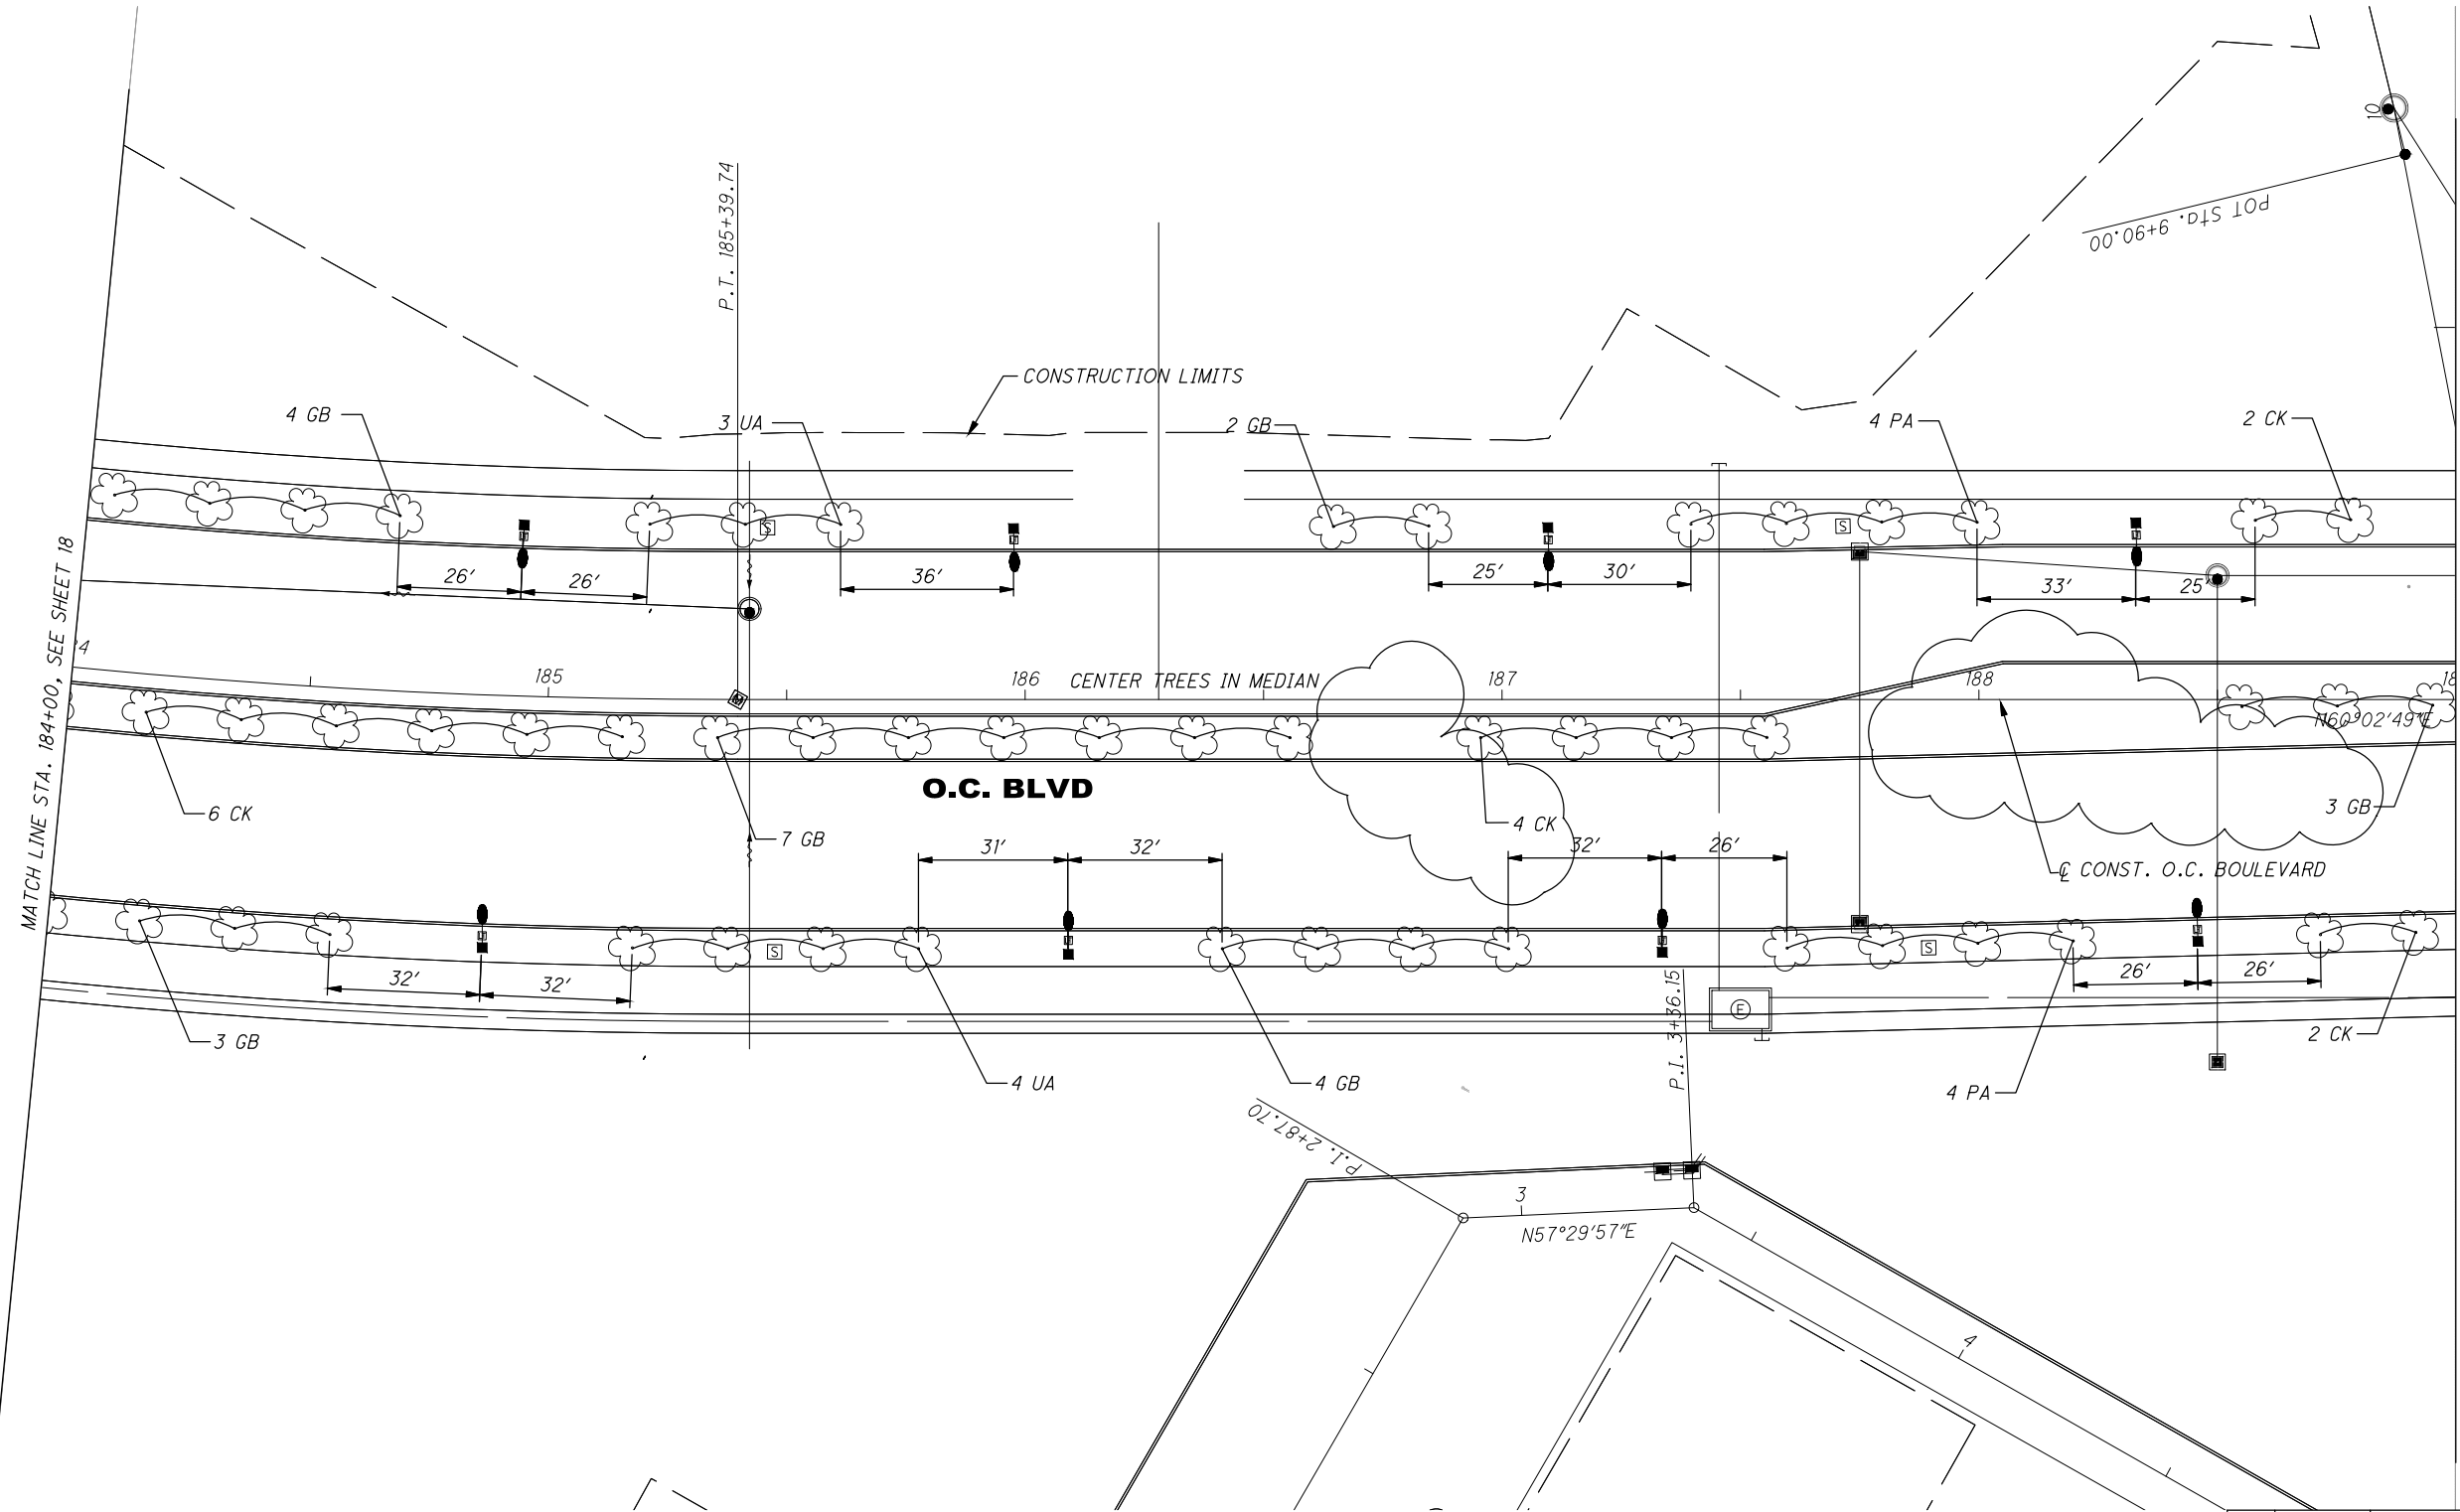 10
P.T. 185+39.74
POT Sta. 9+90.00
CONSTRUCTION LIMITS
4 GB
3 UA
2 GB
4 PA
2 CK
S
S
26'
26'
36'
25'
30'
33'
25'
MATCH LINE STA. 184+00, SEE SHEET 18
185
186
CENTER TREES IN MEDIAN
187
188
N60°02'49"E
O.C. BLVD
6 CK
7 GB
4 CK
3 GB
31'
32'
32'
26'
℄ CONST. O.C. BOULEVARD
S
S
32'
32'
26'
26'
E
3 GB
4 UA
4 GB
4 PA
2 CK
P.I. 3+36.15
P.I. 2+87.70
3
N57°29'57"E
4